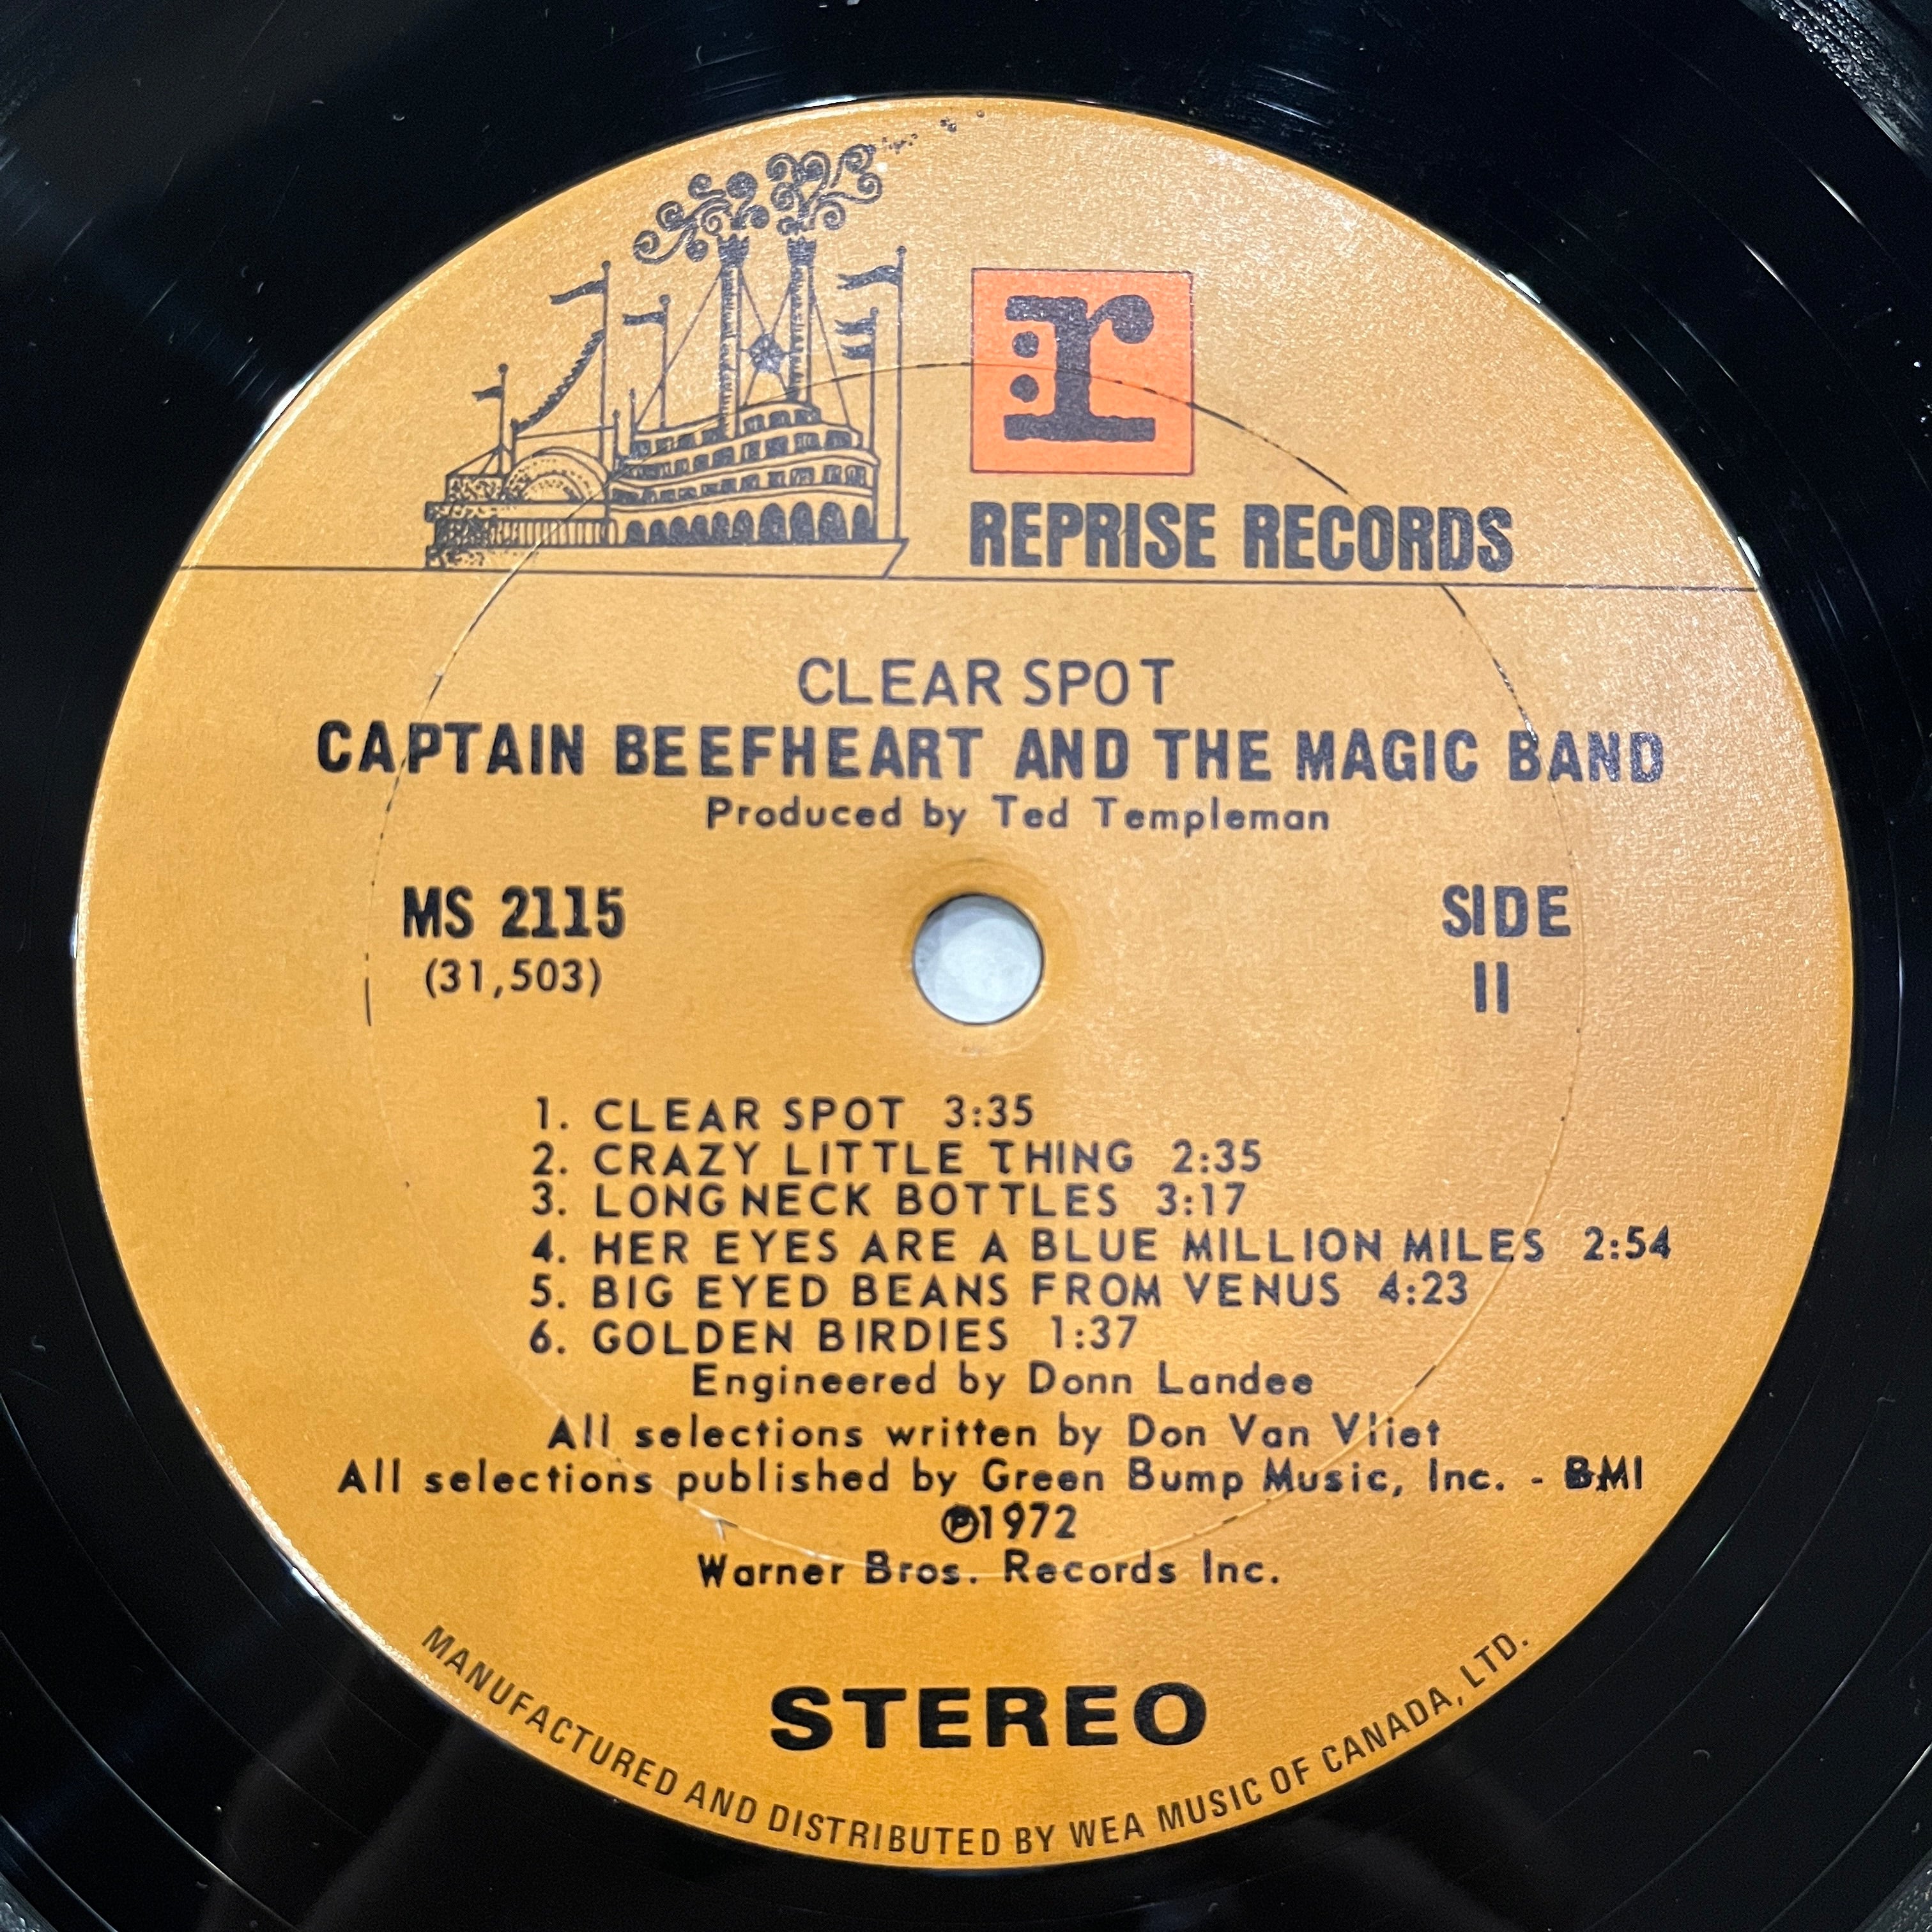 r:
REPRISE RECORDS
CLEAR SPOT
CAPTAIN BEEFHEART AND THE MAGIC BAND
Produced by Ted Templeman
MS 2115
(31,503)
SIDE
II
1. CLEAR SPOT 3:35
2. CRAZY LITTLE THING 2:35
3. LONG NECK BOTTLES 3:17
4. HER EYES ARE A BLUE MILLION MILES 2:54
5. BIG EYED BEANS FROM VENUS 4:23
6. GOLDEN BIRDIES 1:37
Engineered by Donn Landee
All selections written by Don Van Vliet
All selections published by Green Bump Music, Inc. - BMI
℗1972
Warner Bros. Records Inc.
STEREO
MANUFACTURED AND DISTRIBUTED BY WEA MUSIC OF CANADA, LTD.